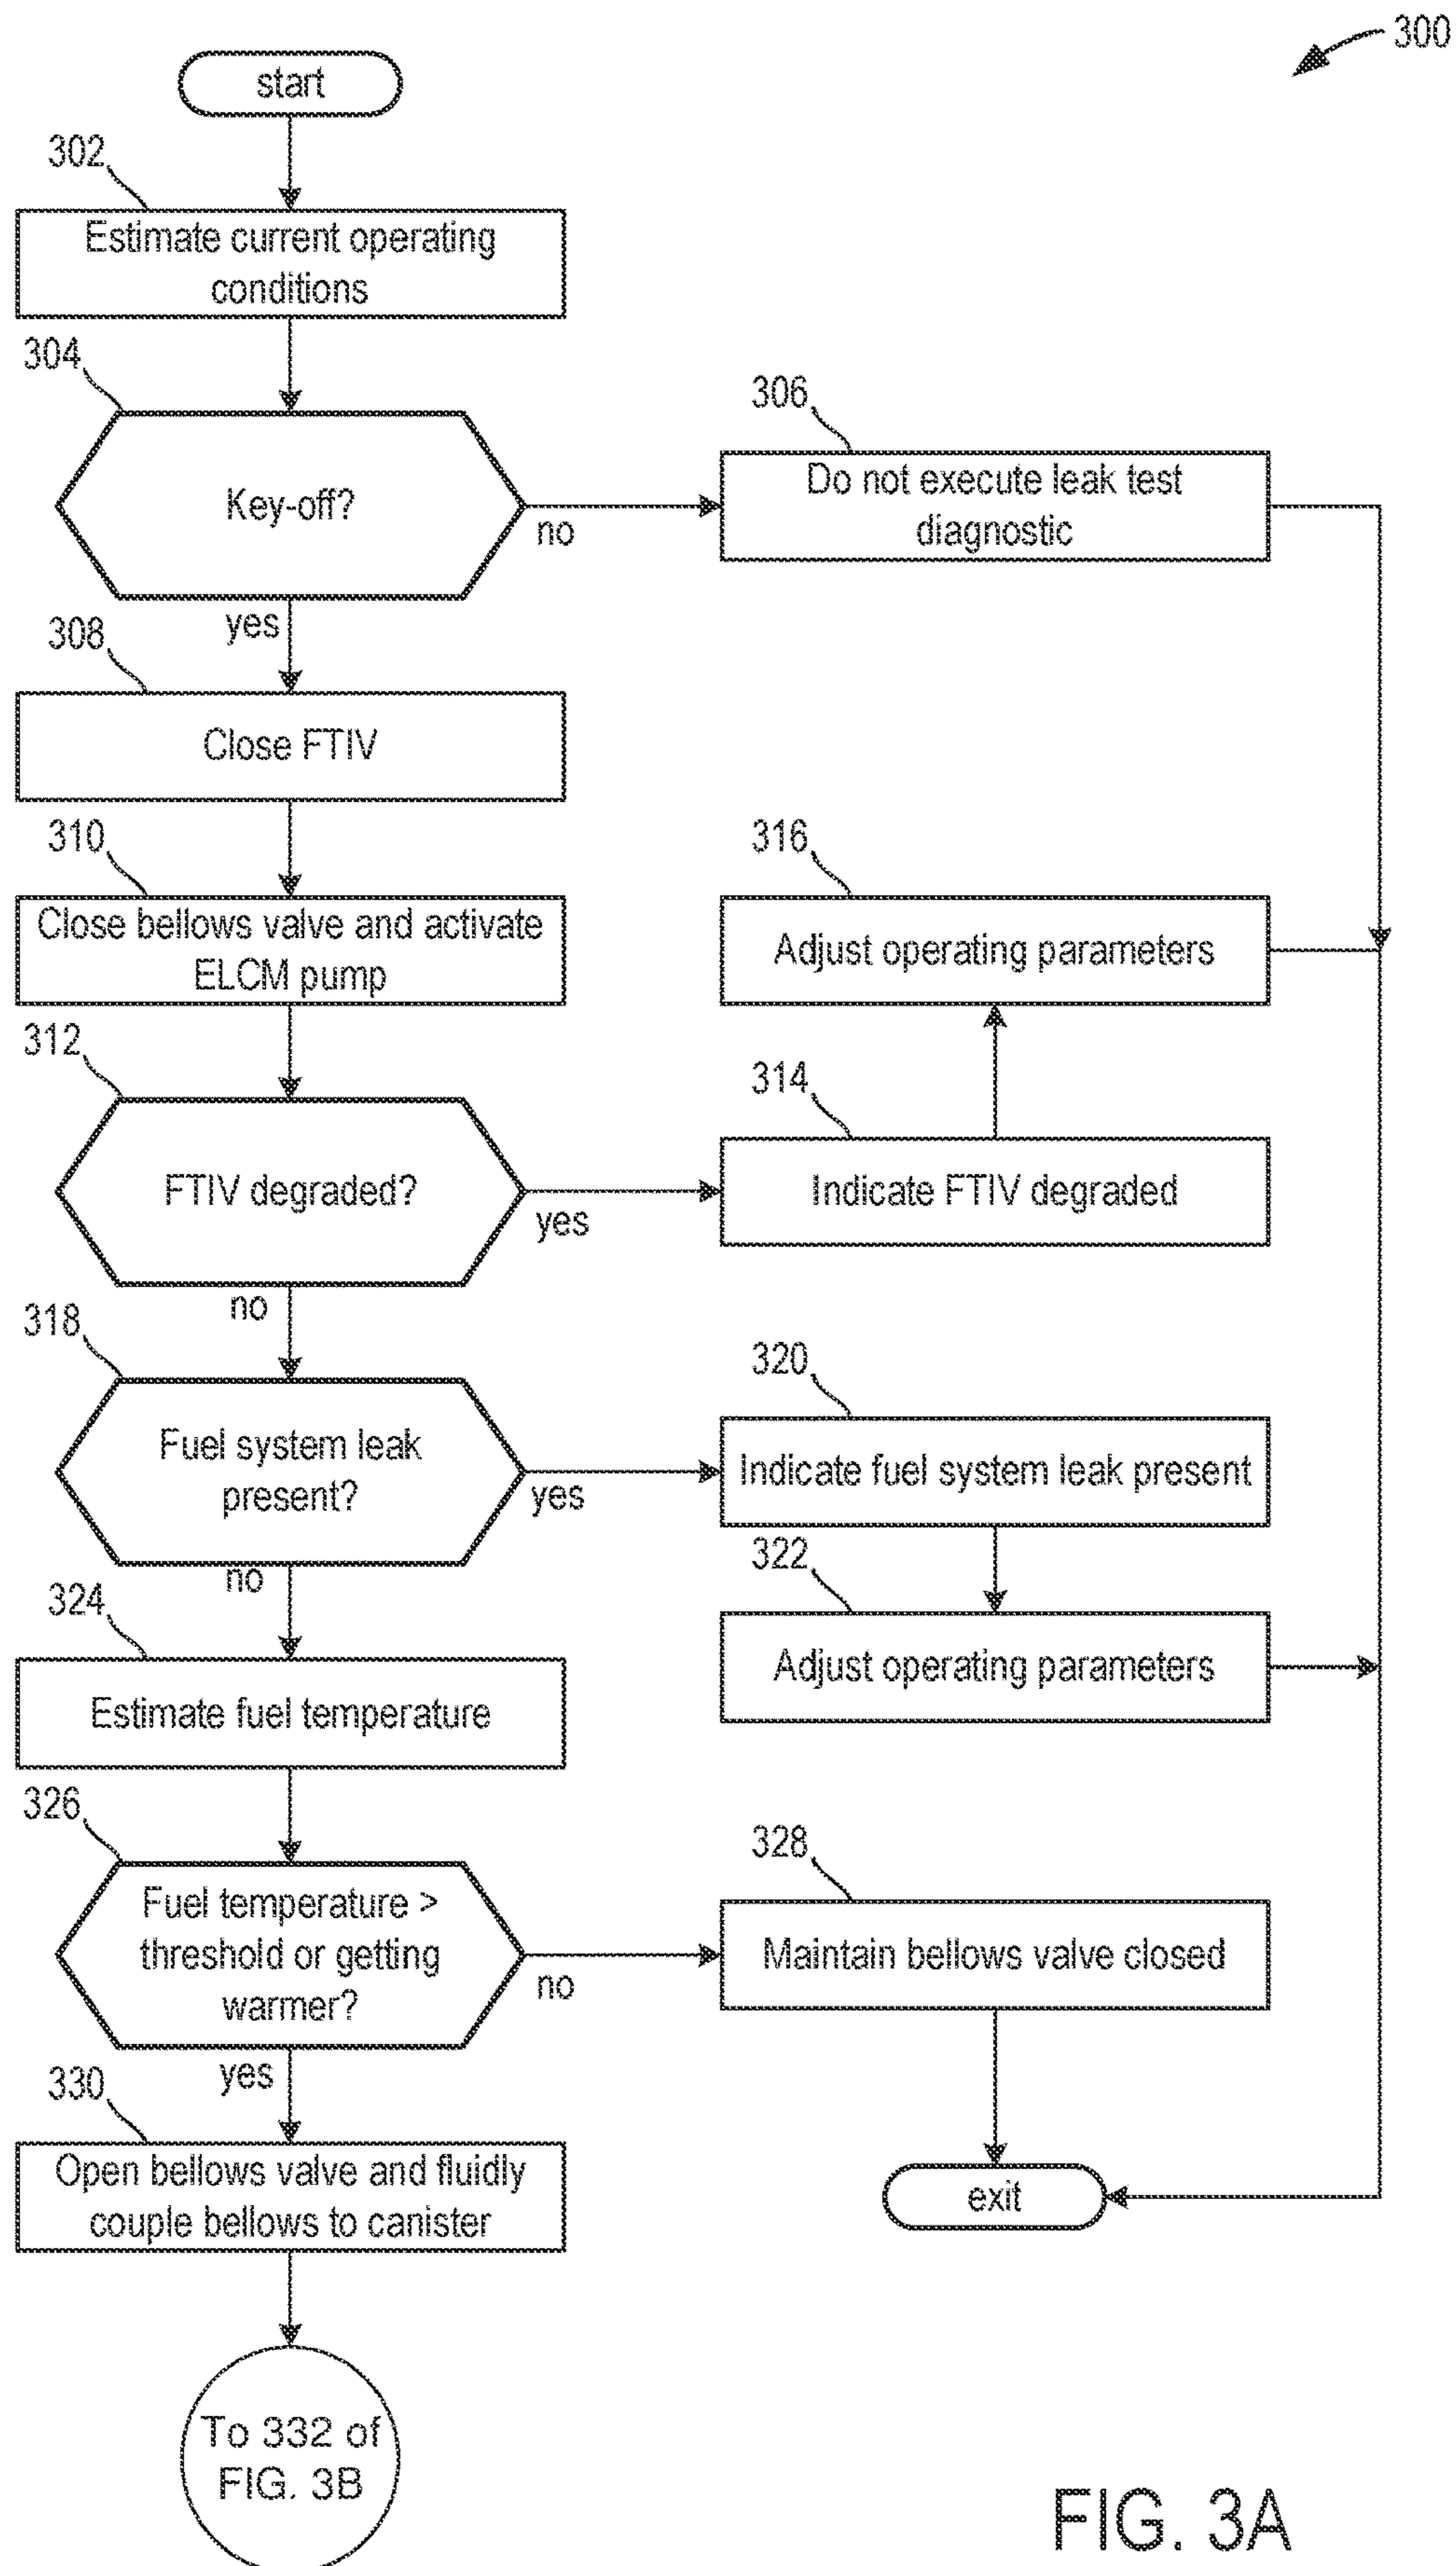 300
start
302
Estimate current operating
conditions
304
Key-off?
no
yes
306
Do not execute leak test
diagnostic
308
Close FTIV
310
Close bellows valve and activate
ELCM pump
316
Adjust operating parameters
312
FTIV degraded?
yes
no
314
Indicate FTIV degraded
318
Fuel system leak
present?
yes
no
320
Indicate fuel system leak present
322
Adjust operating parameters
324
Estimate fuel temperature
326
Fuel temperature >
threshold or getting
warmer?
no
yes
328
Maintain bellows valve closed
330
Open bellows valve and fluidly
couple bellows to canister
exit
To 332 of
FIG. 3B
FIG. 3A